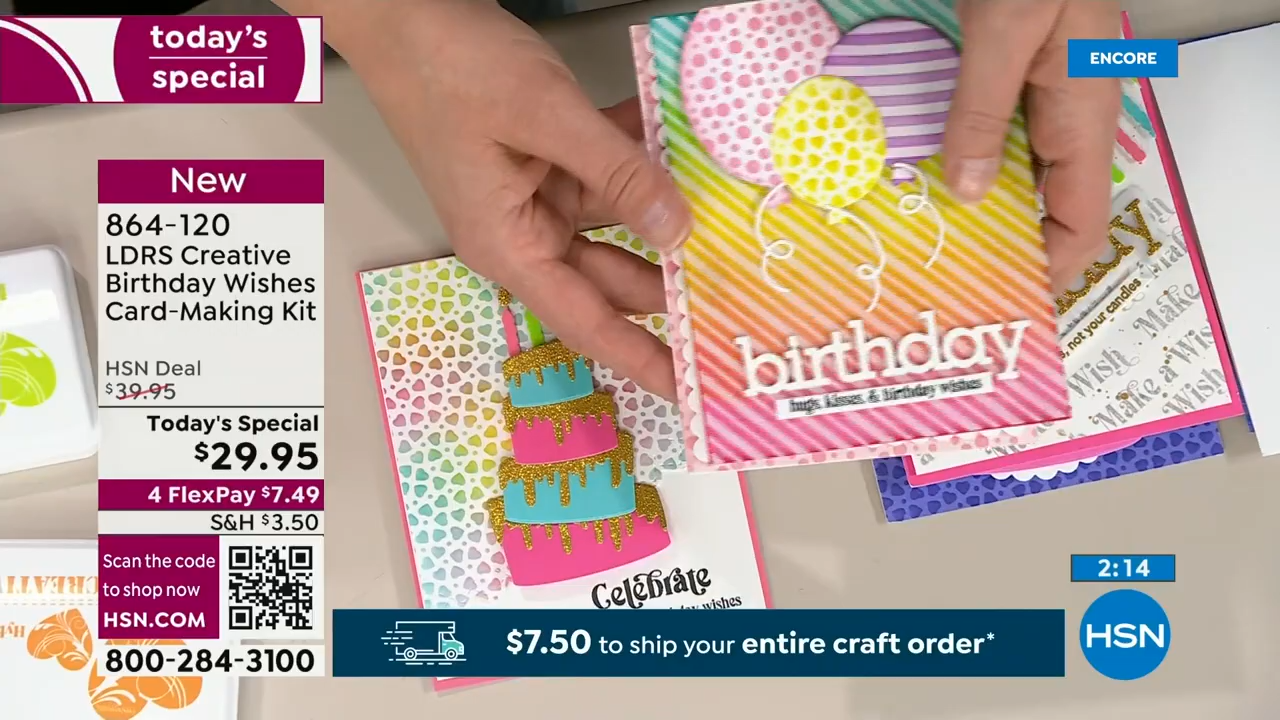 today's
special
ENCORE
New
864-120
LDRS Creative
Birthday Wishes
Card-Making Kit
HSN Deal
$39.95
Today's Special
$29.95
4 FlexPay $7.49
S&H $3.50
Scan the code
to shop now
HSN.COM
800-284-3100
birthday
hugs kisses & birthday wishes
, not your candles
Make a Wish
Celebrate
wishes
2:14
HSN
$7.50 to ship your entire craft order*